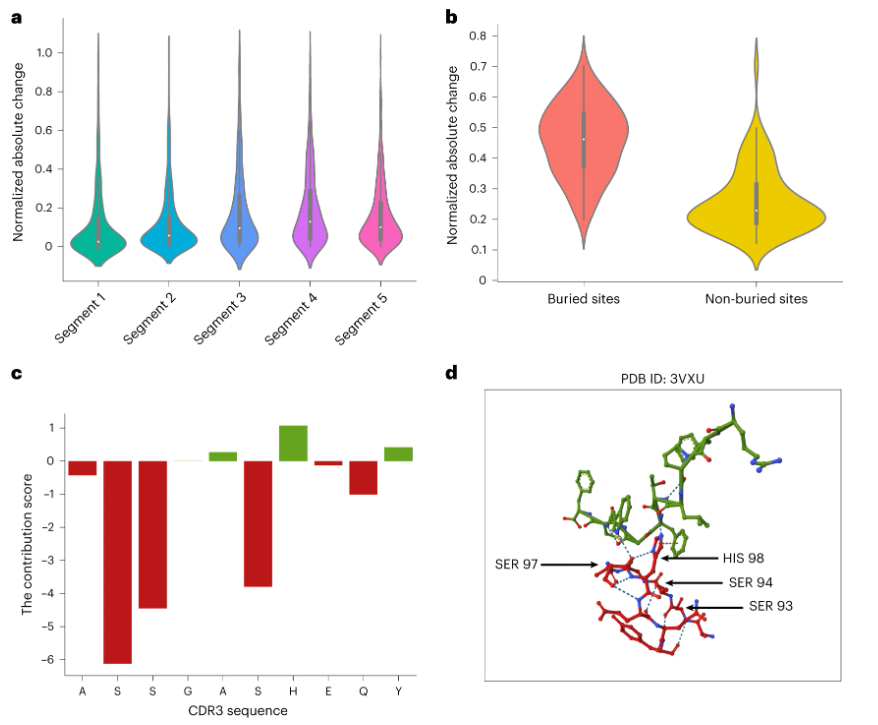 a
Normalized absolute change
1.0
0.8
0.6
0.4
0.2
0
Segment 1
Segment 2
Segment 3
Segment 4
Segment 5
b
Normalized absolute change
0.8
0.7
0.6
0.5
0.4
0.3
0.2
0.1
0
Buried sites
Non-buried sites
c
The contribution score
1
0
–1
–2
–3
–4
–5
–6
A S S G A S H E Q Y
CDR3 sequence
d
PDB ID: 3VXU
SER 97
HIS 98
SER 94
SER 93